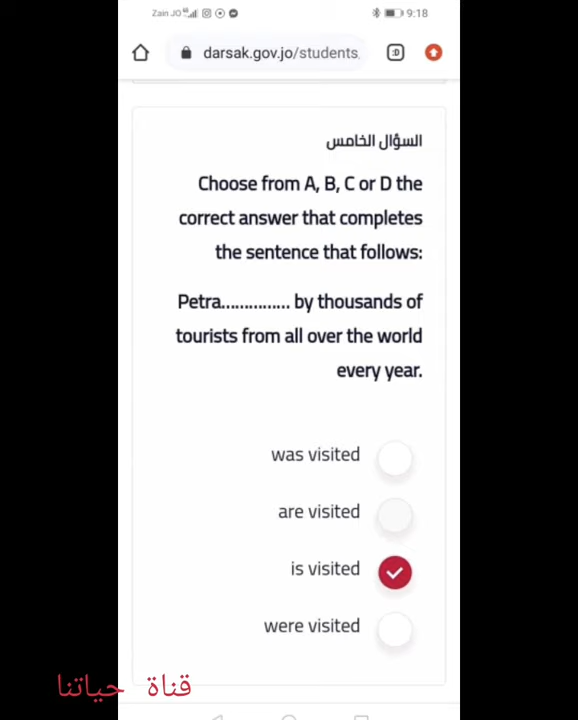 Zain JO
9:18
darsak.gov.jo/students
:D
السؤال الخامس
Choose from A, B, C or D the
correct answer that completes
the sentence that follows:
Petra.............. by thousands of
tourists from all over the world
every year.
was visited
are visited
is visited
were visited
قناة حياتنا